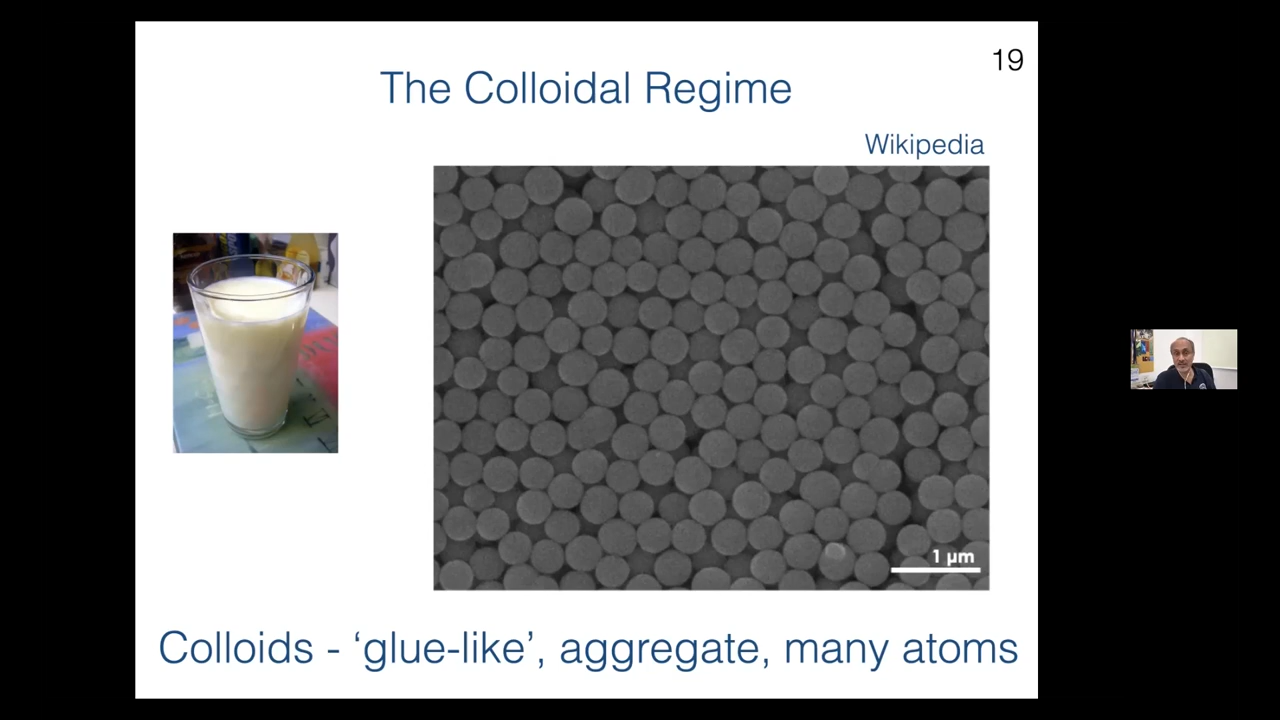 19
The Colloidal Regime
Wikipedia
1 µm
Colloids - ‘glue-like’, aggregate, many atoms